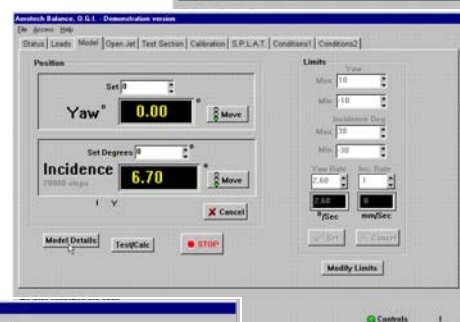 Aerotech Balance, O.G.I. - Demonstration version
File Access Help
Status Loads Model Open Jet Test Section Calibration S.P.L.A.T. Conditions1 Conditions2
Position
Set 0
Yaw° 0.00 ° Move
Set Degrees 0 °
Incidence 6.70 Move
20000 steps
I Y
Cancel
Model Details Test/Calc STOP
Limits
Yaw
Max 10
Min -10
Incidence Deg
Max 30
Min -30
Yaw Rate Inc. Rate
2.60 1
2.60 0
°/Sec mm/Sec
Set Cancel
Modify Limits
Controls I